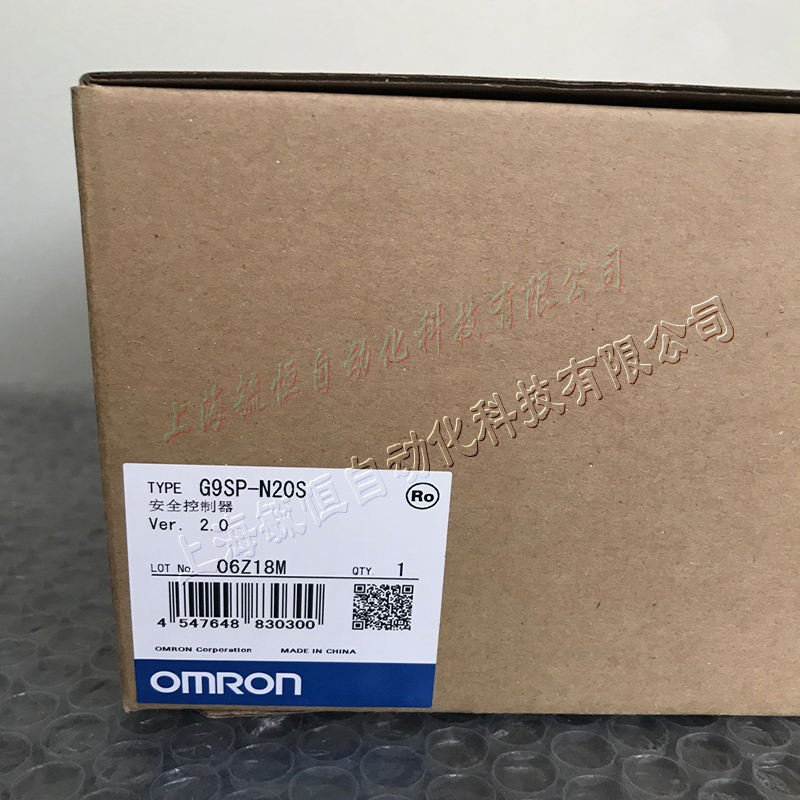 上海毓恒自动化科技有限公司
上海毓恒自动化科技有限公司
TYPE G9SP-N20S
安全控制器
Ver. 2.0
Ro
LOT No. 06Z18M QTY. 1
4 547648 830300
OMRON Corporation MADE IN CHINA
OMRON